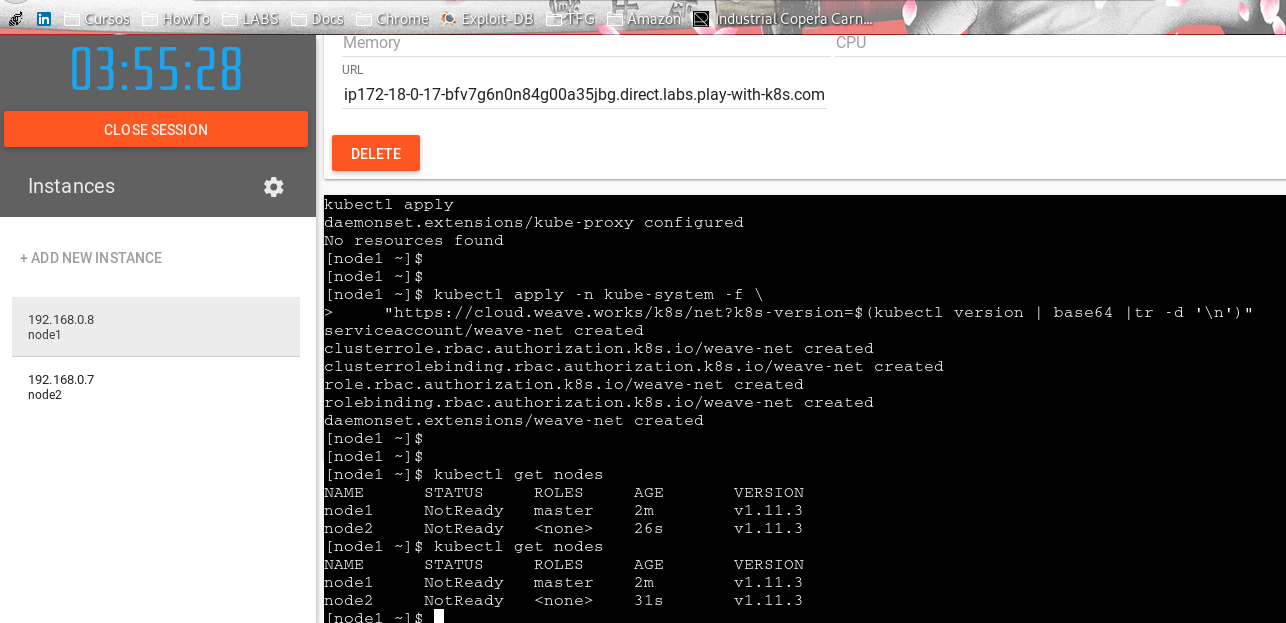 Cursos HowTo LABS Docs Chrome Exploit-DB TFG Amazon Industrial Copera Carn...
03:55:28
CLOSE SESSION
Instances
+ ADD NEW INSTANCE
192.168.0.8
node1
192.168.0.7
node2
Memory CPU
URL
ip172-18-0-17-bfv7g6n0n84g00a35jbg.direct.labs.play-with-k8s.com
DELETE
kubectl apply
daemonset.extensions/kube-proxy configured
No resources found
[node1 ~]$
[node1 ~]$
[node1 ~]$ kubectl apply -n kube-system -f \
>     "https://cloud.weave.works/k8s/net?k8s-version=$(kubectl version | base64 |tr -d '\n')"
serviceaccount/weave-net created
clusterrole.rbac.authorization.k8s.io/weave-net created
clusterrolebinding.rbac.authorization.k8s.io/weave-net created
role.rbac.authorization.k8s.io/weave-net created
rolebinding.rbac.authorization.k8s.io/weave-net created
daemonset.extensions/weave-net created
[node1 ~]$
[node1 ~]$
[node1 ~]$ kubectl get nodes
NAME      STATUS     ROLES     AGE       VERSION
node1     NotReady   master    2m        v1.11.3
node2     NotReady   <none>    26s       v1.11.3
[node1 ~]$ kubectl get nodes
NAME      STATUS     ROLES     AGE       VERSION
node1     NotReady   master    2m        v1.11.3
node2     NotReady   <none>    31s       v1.11.3
[node1 ~]$